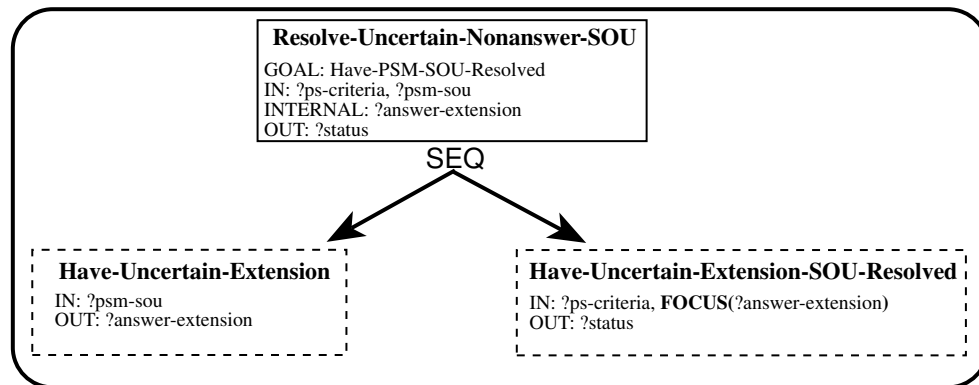 Resolve-Uncertain-Nonanswer-SOU
GOAL: Have-PSM-SOU-Resolved
IN: ?ps-criteria, ?psm-sou
INTERNAL: ?answer-extension
OUT: ?status
SEQ
Have-Uncertain-Extension
IN: ?psm-sou
OUT: ?answer-extension
Have-Uncertain-Extension-SOU-Resolved
IN: ?ps-criteria, FOCUS(?answer-extension)
OUT: ?status